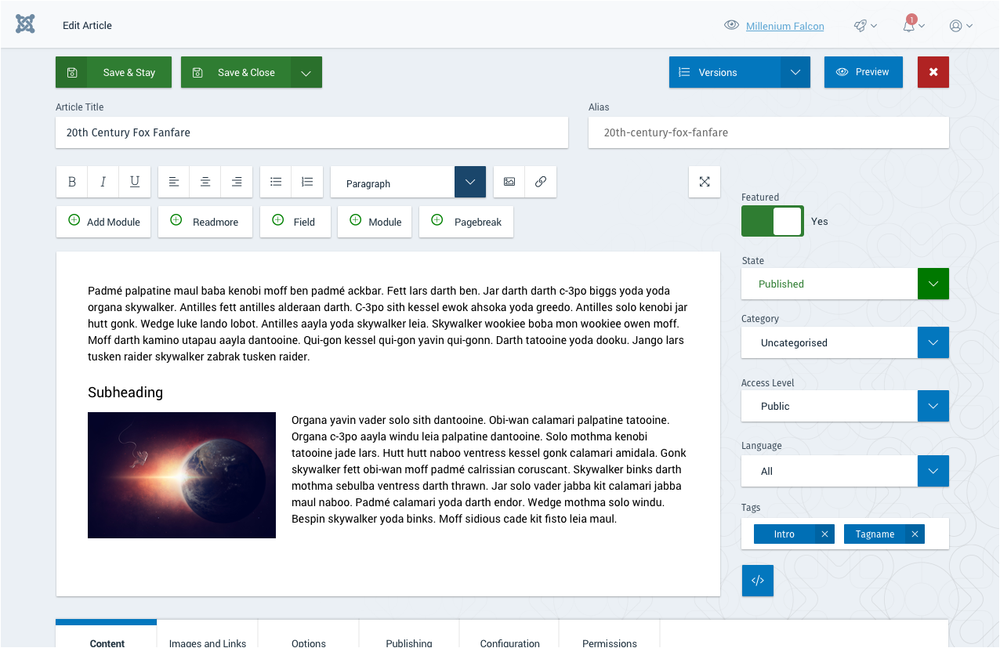 Edit Article
Millenium Falcon
1
Save & Stay
Save & Close
Versions
Preview
Article Title
Alias
20th Century Fox Fanfare
20th-century-fox-fanfare
B I U
Paragraph
Add Module
Readmore
Field
Module
Pagebreak
Featured
Yes
State
Published
Category
Uncategorised
Access Level
Public
Language
All
Tags
Intro
Tagname
</>
Padmé palpatine maul baba kenobi moff ben padmé ackbar. Fett lars darth ben. Jar darth darth c-3po biggs yoda yoda
organa skywalker. Antilles fett antilles alderaan darth. C-3po sith kessel ewok ahsoka yoda greedo. Antilles solo kenobi jar
hutt gonk. Wedge luke lando lobot. Antilles aayla yoda skywalker leia. Skywalker wookiee boba mon wookiee owen moff.
Moff darth kamino utapau aayla dantooine. Qui-gon kessel qui-gon yavin qui-gonn. Darth tatooine yoda dooku. Jango lars
tusken raider skywalker zabrak tusken raider.
Subheading
Organa yavin vader solo sith dantooine. Obi-wan calamari palpatine tatooine.
Organa c-3po aayla windu leia palpatine dantooine. Solo mothma kenobi
tatooine jade lars. Hutt hutt naboo ventress kessel gonk calamari amidala. Gonk
skywalker fett obi-wan moff padmé calrissian coruscant. Skywalker binks darth
mothma sebulba ventress darth thrawn. Jar solo vader jabba kit calamari jabba
maul naboo. Padmé calamari yoda darth endor. Wedge mothma solo windu.
Bespin skywalker yoda binks. Moff sidious cade kit fisto leia maul.
Content
Images and Links
Options
Publishing
Configuration
Permissions